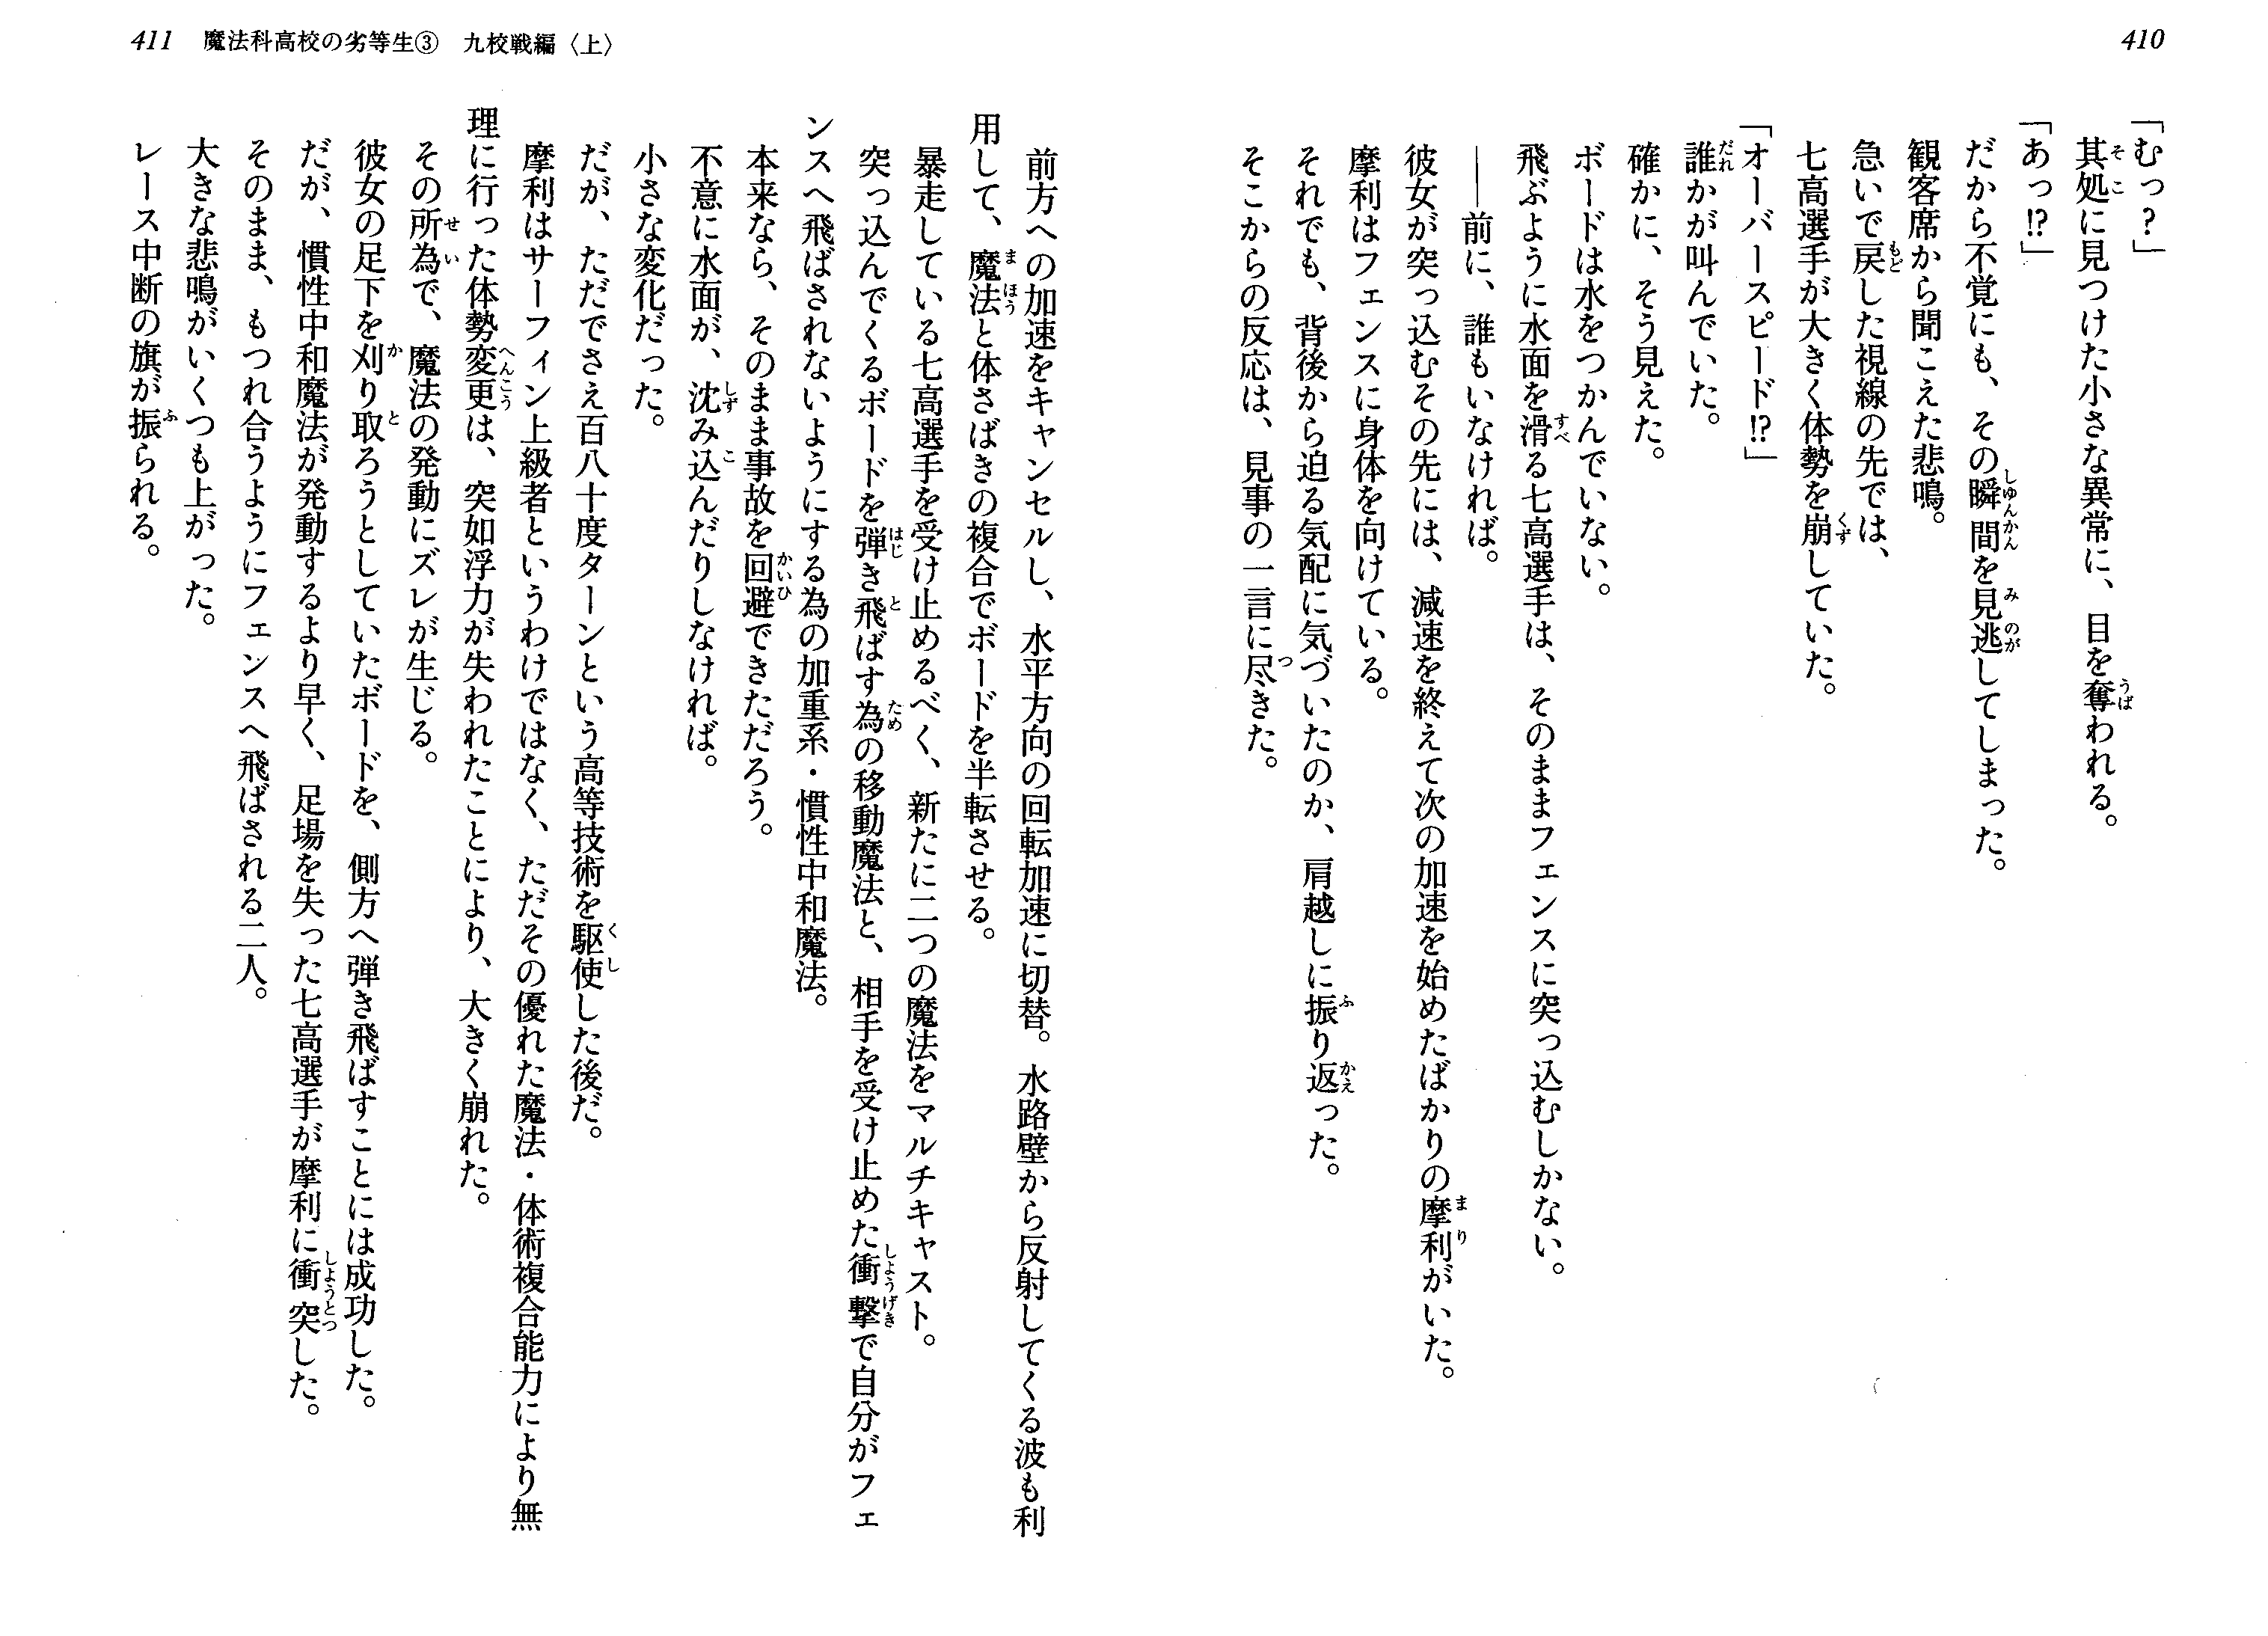 410
「むっ？」
其処に見つけた小さな異常に、目を奪われる。
「あっ⁉」
だから不覚にも、その瞬間を見逃してしまった。
観客席から聞こえた悲鳴。
急いで戻した視線の先では、
七高選手が大きく体勢を崩していた。
「オーバースピード⁉」
誰かが叫んでいた。
確かに、そう見えた。
ボードは水をつかんでいない。
飛ぶように水面を滑る七高選手は、そのままフェンスに突っ込むしかない。
――前に、誰もいなければ。
彼女が突っ込むその先には、減速を終えて次の加速を始めたばかりの摩利がいた。
摩利はフェンスに身体を向けている。
それでも、背後から迫る気配に気づいたのか、肩越しに振り返った。
そこからの反応は、見事の一言に尽きた。
411 魔法科高校の劣等生③ 九校戦編〈上〉
前方への加速をキャンセルし、水平方向の回転加速に切替。水路壁から反射してくる波も利
用して、魔法と体さばきの複合でボードを半転させる。
暴走している七高選手を受け止めるべく、新たに二つの魔法をマルチキャスト。
突っ込んでくるボードを弾き飛ばす為の移動魔法と、相手を受け止めた衝撃で自分がフェ
ンスへ飛ばされないようにする為の加重系・慣性中和魔法。
本来なら、そのまま事故を回避できただろう。
不意に水面が、沈み込んだりしなければ。
小さな変化だった。
だが、ただでさえ百八十度ターンという高等技術を駆使した後だ。
摩利はサーフィン上級者というわけではなく、ただその優れた魔法・体術複合能力により無
理に行った体勢変更は、突如浮力が失われたことにより、大きく崩れた。
その所為で、魔法の発動にズレが生じる。
彼女の足下を刈り取ろうとしていたボードを、側方へ弾き飛ばすことには成功した。
だが、慣性中和魔法が発動するより早く、足場を失った七高選手が摩利に衝突した。
そのまま、もつれ合うようにフェンスへ飛ばされる二人。
大きな悲鳴がいくつも上がった。
レース中断の旗が振られる。